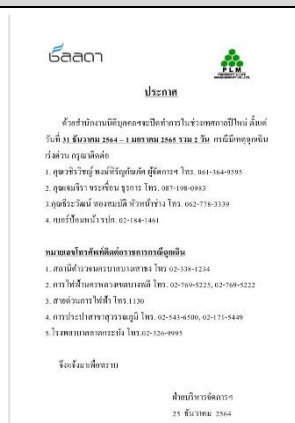 ชีลลดา
PLM
PROPERTY & LIFE
MANAGEMENT CO.,LTD
ประกาศ
ด้วยสำนักงานนิติบุคคลฯจะปิดทำการในช่วงเทศกาลปีใหม่ ตั้งแต่
วันที่ 31 ธันวาคม 2564 – 1 มกราคม 2565 รวม 2 วัน กรณีมีเหตุฉุกเฉิน
เร่งด่วน กรุณาติดต่อ
1. คุณวชิรวิชญ์ พงษ์หิรัญกัณภัค ผู้จัดการฯ โทร. 061-364-9595
2. คุณเจมจิรา ขจรเขื่อน ธุรการ โทร. 087-198-0983
3.คุณธีระวัฒน์ ทองสมบัติ หัวหน้าช่าง โทร. 062-778-3339
4. เบอร์ป้อมหน้า รปภ. 02-184-1461
หมายเลขโทรศัพท์ติดต่อราชการกรณีฉุกเฉิน
1. สถานีตำรวจนครบาลบางเสาธง โทร 02-338-1234
2. การไฟฟ้านครหลวงเขตบางพลี โทร. 02-769-5225, 02-769-5222
3. สายด่วนการไฟฟ้า โทร.1130
4. การประปาสาขาสุวรรณภูมิ โทร. 02-543-6500, 02-171-5449
5.โรงพยาบาลลาดกระบัง โทร.02-326-9995
จึงแจ้งมาเพื่อทราบ
ฝ่ายบริหารจัดการฯ
25 ธันวาคม 2564